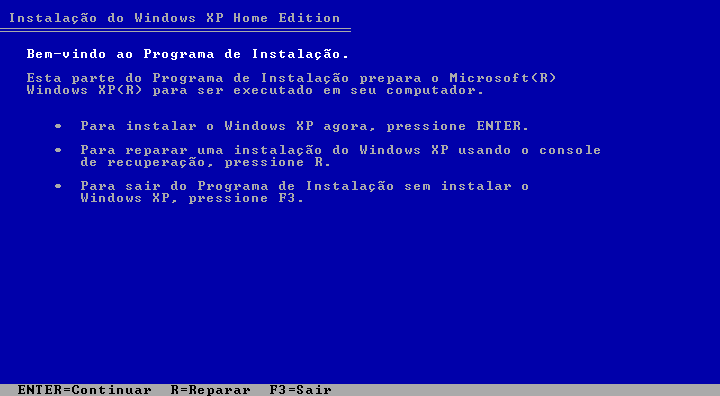 Instalação do Windows XP Home Edition
Bem-vindo ao Programa de Instalação.
Esta parte do Programa de Instalação prepara o Microsoft(R)
Windows XP(R) para ser executado em seu computador.
• Para instalar o Windows XP agora, pressione ENTER.
• Para reparar uma instalação do Windows XP usando o console
de recuperação, pressione R.
• Para sair do Programa de Instalação sem instalar o
Windows XP, pressione F3.
ENTER=Continuar R=Reparar F3=Sair